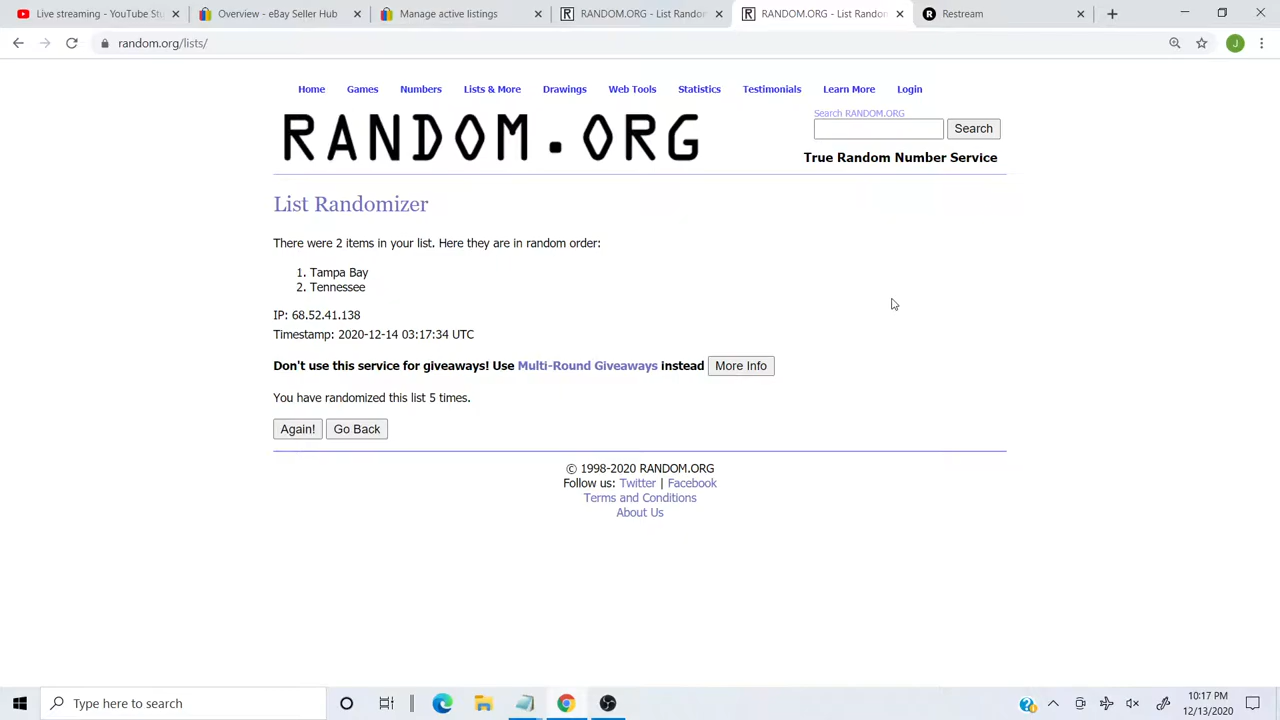 Live streaming - YouTube Stu
Overview - eBay Seller Hub
Manage active listings
RANDOM.ORG - List Random
RANDOM.ORG - List Random
Restream
random.org/lists/
J
Home Games Numbers Lists & More Drawings Web Tools Statistics Testimonials Learn More Login
RANDOM.ORG
Search RANDOM.ORG
Search
True Random Number Service
List Randomizer
There were 2 items in your list. Here they are in random order:
1. Tampa Bay
2. Tennessee
IP: 68.52.41.138
Timestamp: 2020-12-14 03:17:34 UTC
Don't use this service for giveaways! Use Multi-Round Giveaways instead More Info
You have randomized this list 5 times.
Again! Go Back
© 1998-2020 RANDOM.ORG
Follow us: Twitter | Facebook
Terms and Conditions
About Us
Type here to search
10:17 PM
12/13/2020